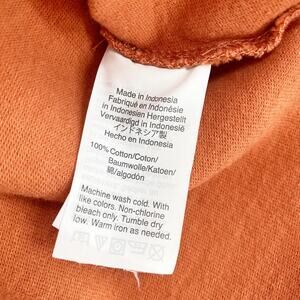 Made in Indonesia
Fabriqué en Indonésie
in Indonesien Hergestellt
Vervaardigd in Indonesië
インドネシア製
Hecho en Indonesia
100% Cotton/Coton/
Baumwolle/Katoen/
綿/algodón
Machine wash cold. With
like colors. Non-chlorine
bleach only. Tumble dry
low. Warm iron as needed.